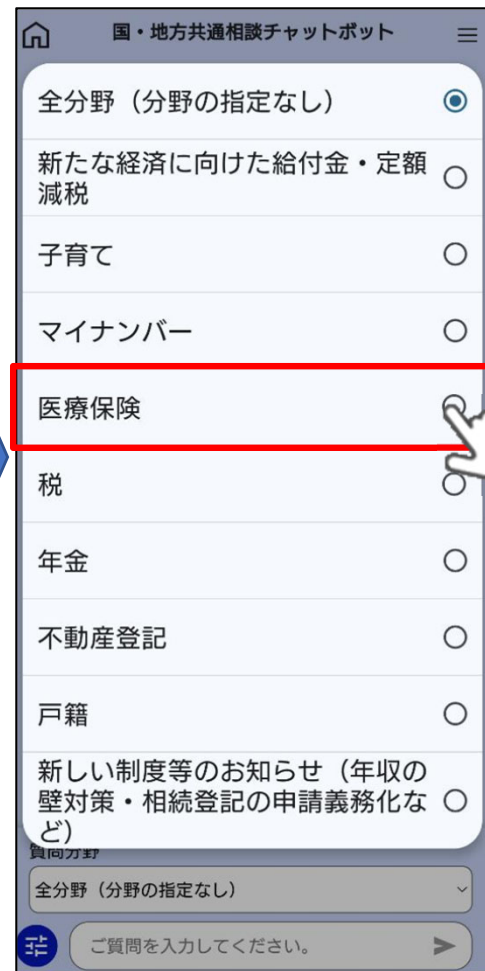 国・地方共通相談チャットボット
全分野（分野の指定なし）
新たな経済に向けた給付金・定額
減税
子育て
マイナンバー
医療保険
税
年金
不動産登記
戸籍
新しい制度等のお知らせ（年収の
壁対策・相続登記の申請義務化な
ど）
質問分野
全分野（分野の指定なし）
ご質問を入力してください。